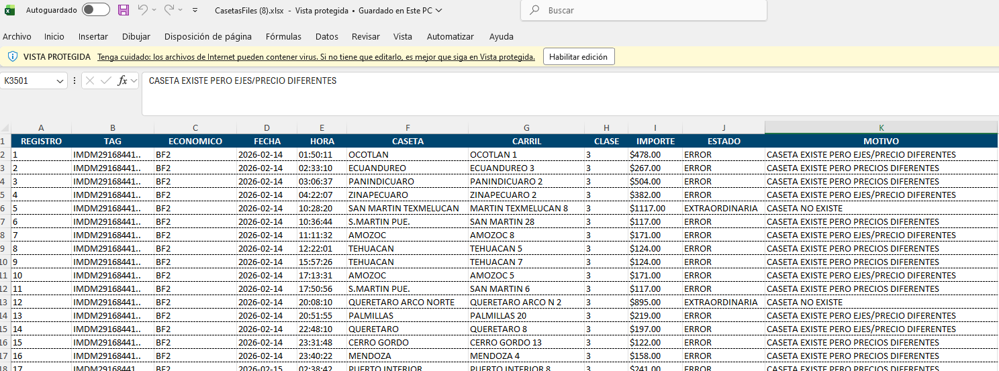 Autoguardado CasetasFiles (8).xlsx - Vista protegida • Guardado en Este PC Buscar
Archivo Inicio Insertar Dibujar Disposición de página Fórmulas Datos Revisar Vista Automatizar Ayuda
VISTA PROTEGIDA Tenga cuidado: los archivos de Internet pueden contener virus. Si no tiene que editarlo, es mejor que siga en Vista protegida. Habilitar edición
K3501 fx CASETA EXISTE PERO EJES/PRECIO DIFERENTES
A B C D E F G H I J K
1 REGISTRO TAG ECONOMICO FECHA HORA CASETA CARRIL CLASE IMPORTE ESTADO MOTIVO
2 1 IMDM29168441.. BF2 2026-02-14 01:50:11 OCOTLAN OCOTLAN 1 3 $478.00 ERROR CASETA EXISTE PERO EJES/PRECIO DIFERENTES
3 2 IMDM29168441.. BF2 2026-02-14 02:33:10 ECUANDUREO ECUANDUREO 3 3 $267.00 ERROR CASETA EXISTE PERO PRECIOS DIFERENTES
4 3 IMDM29168441.. BF2 2026-02-14 03:06:37 PANINDICUARO PANINDICUARO 2 3 $504.00 ERROR CASETA EXISTE PERO PRECIOS DIFERENTES
5 4 IMDM29168441.. BF2 2026-02-14 04:22:07 ZINAPECUARO ZINAPECUARO 2 3 $382.00 ERROR CASETA EXISTE PERO EJES/PRECIO DIFERENTES
6 5 IMDM29168441.. BF2 2026-02-14 10:28:20 SAN MARTIN TEXMELUCAN MARTIN TEXMELUCAN 8 3 $1117.00 EXTRAORDINARIA CASETA NO EXISTE
7 6 IMDM29168441.. BF2 2026-02-14 10:36:44 S.MARTIN PUE. SAN MARTIN 28 3 $117.00 ERROR CASETA EXISTE PERO PRECIOS DIFERENTES
8 7 IMDM29168441.. BF2 2026-02-14 11:11:32 AMOZOC AMOZOC 8 3 $171.00 ERROR CASETA EXISTE PERO EJES/PRECIO DIFERENTES
9 8 IMDM29168441.. BF2 2026-02-14 12:22:01 TEHUACAN TEHUACAN 5 3 $124.00 ERROR CASETA EXISTE PERO PRECIOS DIFERENTES
10 9 IMDM29168441.. BF2 2026-02-14 15:57:26 TEHUACAN TEHUACAN 7 3 $124.00 ERROR CASETA EXISTE PERO PRECIOS DIFERENTES
11 10 IMDM29168441.. BF2 2026-02-14 17:13:31 AMOZOC AMOZOC 5 3 $171.00 ERROR CASETA EXISTE PERO EJES/PRECIO DIFERENTES
12 11 IMDM29168441.. BF2 2026-02-14 17:50:56 S.MARTIN PUE. SAN MARTIN 6 3 $117.00 ERROR CASETA EXISTE PERO PRECIOS DIFERENTES
13 12 IMDM29168441.. BF2 2026-02-14 20:08:10 QUERETARO ARCO NORTE QUERETARO ARCO N 2 3 $895.00 EXTRAORDINARIA CASETA NO EXISTE
14 13 IMDM29168441.. BF2 2026-02-14 20:51:55 PALMILLAS PALMILLAS 20 3 $219.00 ERROR CASETA EXISTE PERO EJES/PRECIO DIFERENTES
15 14 IMDM29168441.. BF2 2026-02-14 22:48:10 QUERETARO QUERETARO 8 3 $197.00 ERROR CASETA EXISTE PERO EJES/PRECIO DIFERENTES
16 15 IMDM29168441.. BF2 2026-02-14 23:31:48 CERRO GORDO CERRO GORDO 13 3 $122.00 ERROR CASETA EXISTE PERO PRECIOS DIFERENTES
17 16 IMDM29168441.. BF2 2026-02-14 23:40:22 MENDOZA MENDOZA 4 3 $158.00 ERROR CASETA EXISTE PERO PRECIOS DIFERENTES
18 17 IMDM29168441.. BF2 2026-02-15 02:38:42 PUERTO INTERIOR PUERTO INTERIOR 8 3 $241.00 ERROR CASETA EXISTE PERO PRECIOS DIFERENTES